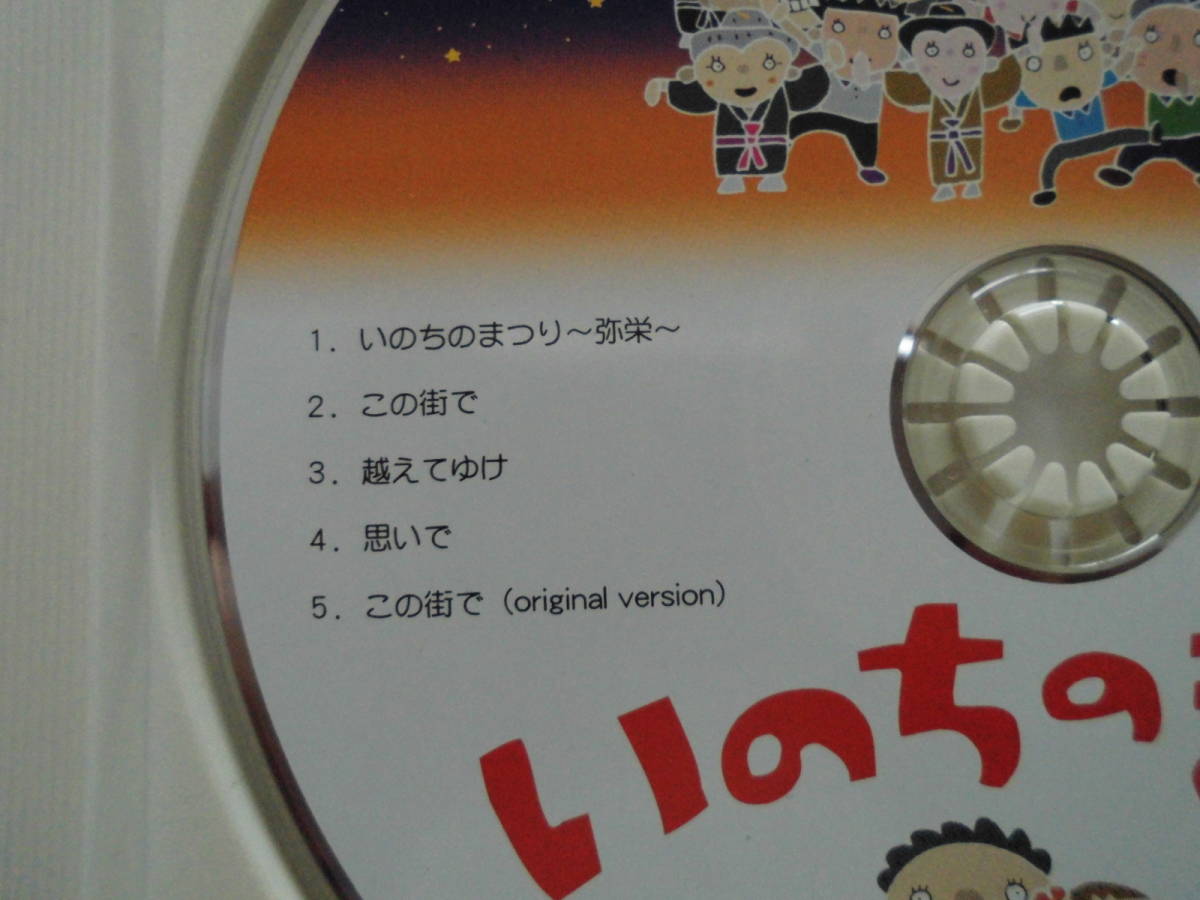 1. いのちのまつり～弥栄～
2. この街で
3. 越えてゆけ
4. 思いで
5. この街で（original version）
いのちの